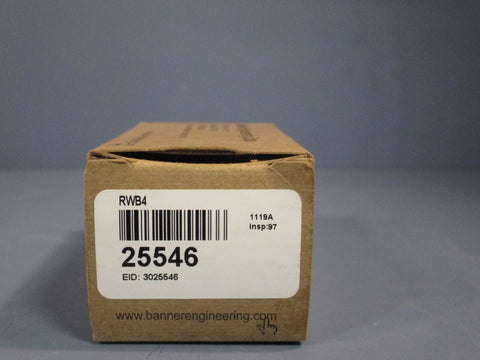 RWB4
1119A
Insp:97
25546
EID: 3025546
www.bannerengineering.com